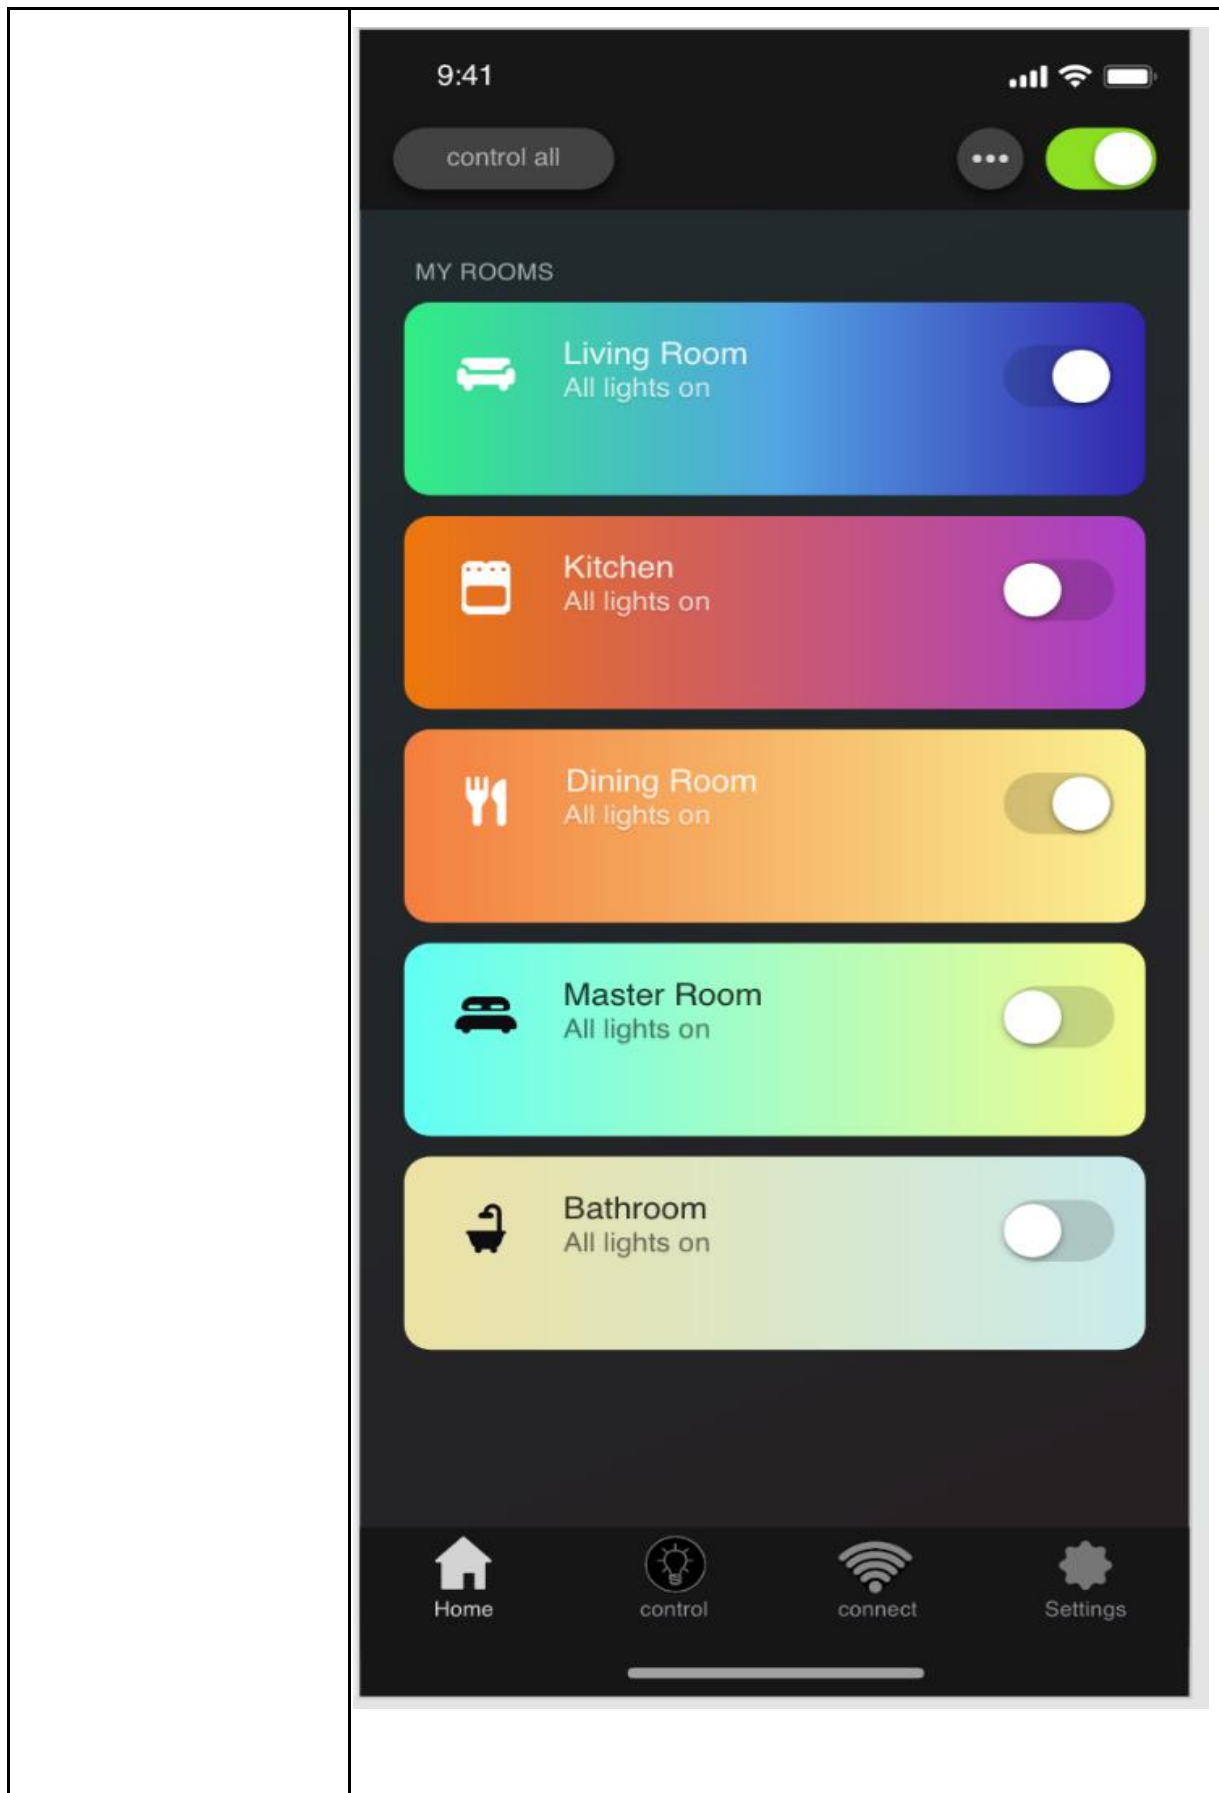 9:41
control all
MY ROOMS
Living Room
All lights on
Kitchen
All lights on
Dining Room
All lights on
Master Room
All lights on
Bathroom
All lights on
Home control connect Settings